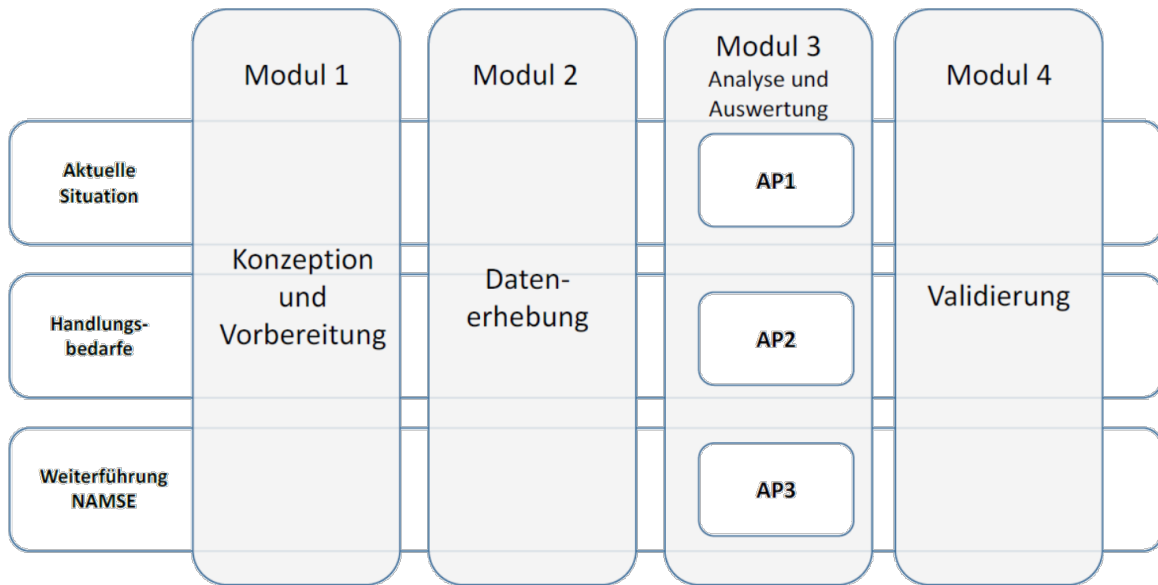 Modul 1
Modul 2
Modul 3
Analyse und
Auswertung
Modul 4
Aktuelle
Situation
AP1
Konzeption
und
Vorbereitung
Daten-
erhebung
Validierung
Handlungs-
bedarfe
AP2
Weiterführung
NAMSE
AP3